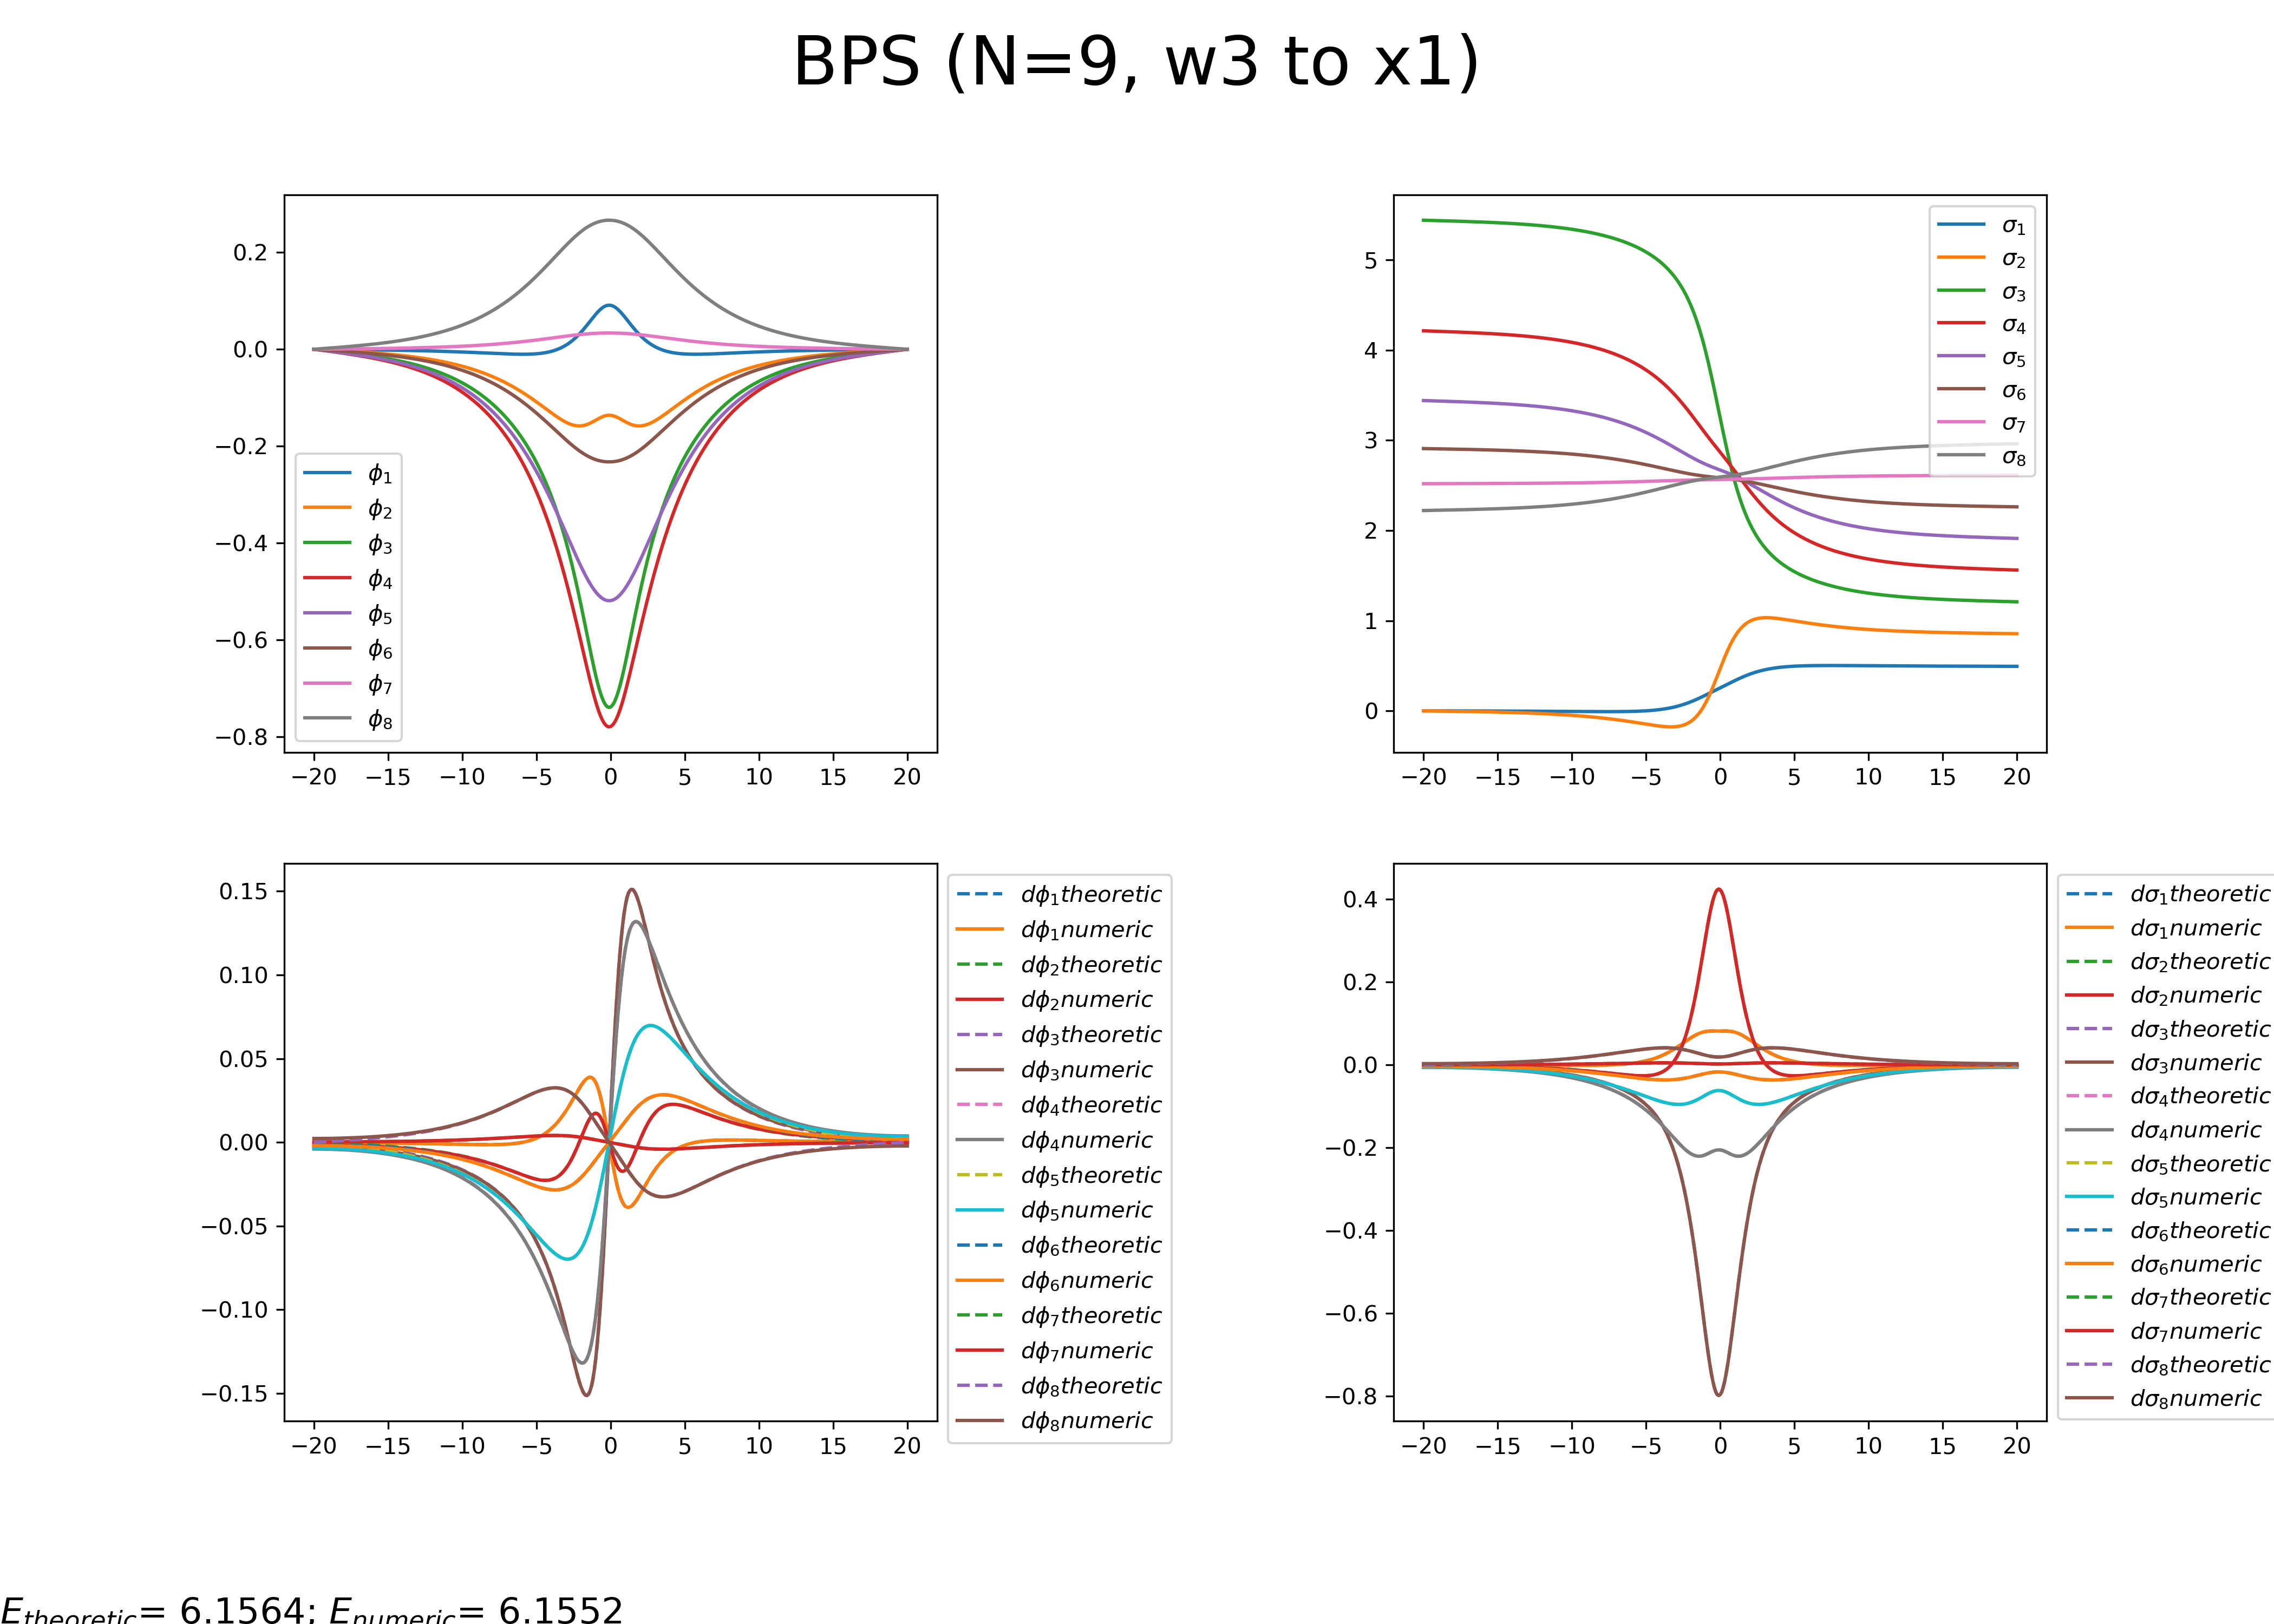 BPS (N=9, w3 to x1)
0.2
0.0
−0.2
−0.4
−0.6
−0.8
ϕ1
ϕ2
ϕ3
ϕ4
ϕ5
ϕ6
ϕ7
ϕ8
−20 −15 −10 −5 0 5 10 15 20
5
4
3
2
1
0
σ1
σ2
σ3
σ4
σ5
σ6
σ7
σ8
−20 −15 −10 −5 0 5 10 15 20
0.15
0.10
0.05
0.00
−0.05
−0.10
−0.15
−20 −15 −10 −5 0 5 10 15 20
dϕ1theoretic
dϕ1numeric
dϕ2theoretic
dϕ2numeric
dϕ3theoretic
dϕ3numeric
dϕ4theoretic
dϕ4numeric
dϕ5theoretic
dϕ5numeric
dϕ6theoretic
dϕ6numeric
dϕ7theoretic
dϕ7numeric
dϕ8theoretic
dϕ8numeric
0.4
0.2
0.0
−0.2
−0.4
−0.6
−0.8
−20 −15 −10 −5 0 5 10 15 20
dσ1theoretic
dσ1numeric
dσ2theoretic
dσ2numeric
dσ3theoretic
dσ3numeric
dσ4theoretic
dσ4numeric
dσ5theoretic
dσ5numeric
dσ6theoretic
dσ6numeric
dσ7theoretic
dσ7numeric
dσ8theoretic
dσ8numeric
Etheoretic= 6.1564; Enumeric= 6.1552